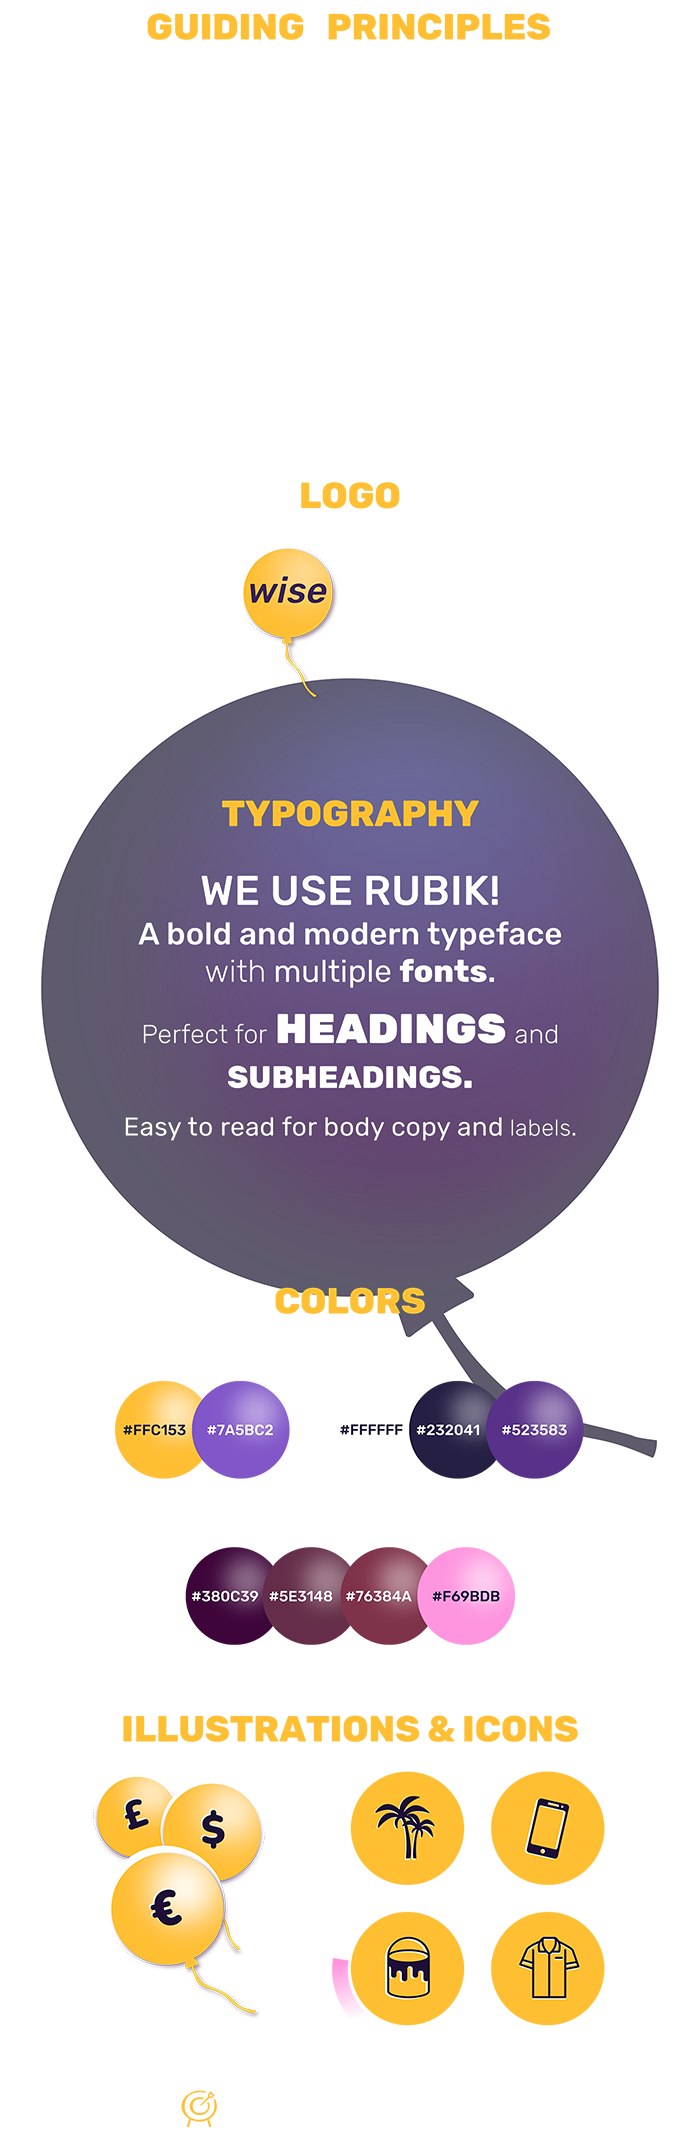 GUIDING PRINCIPLES
LOGO
wise
TYPOGRAPHY
WE USE RUBIK!
A bold and modern typeface
with multiple fonts.
Perfect for HEADINGS and
SUBHEADINGS.
Easy to read for body copy and labels.
COLORS
#FFC153 #7A5BC2 #FFFFFF #232041 #523583
#380C39 #5E3148 #76384A #F69BDB
ILLUSTRATIONS & ICONS
£ $
€